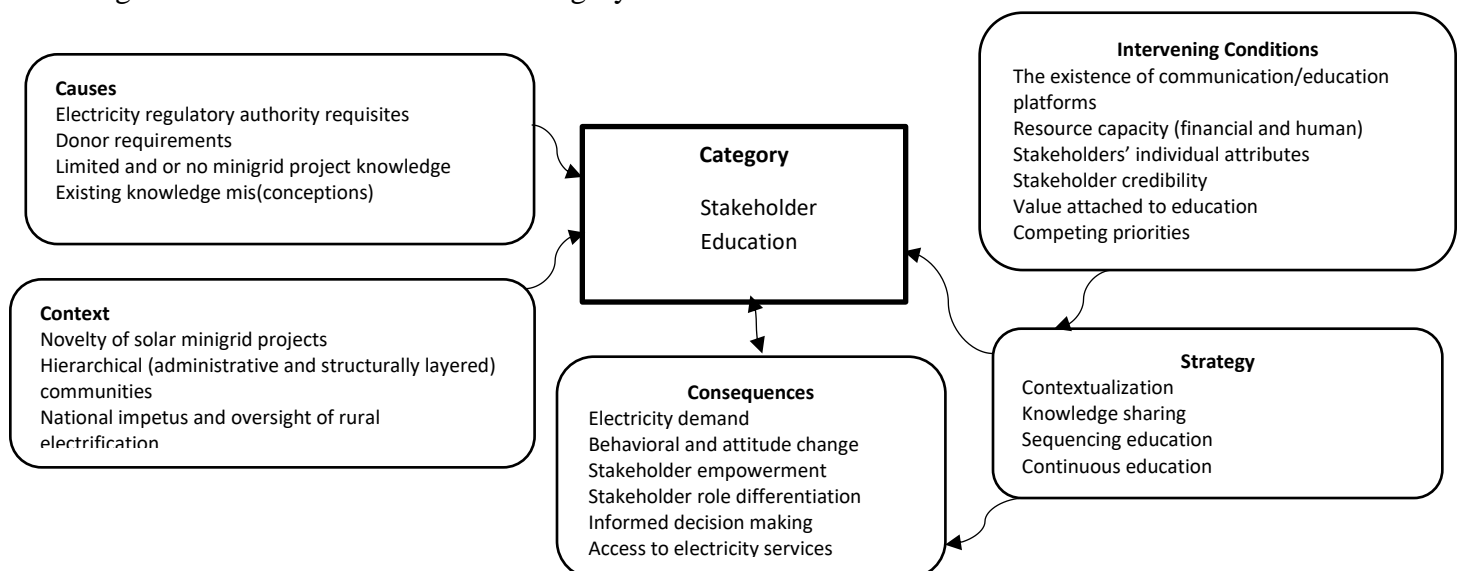 Causes
Electricity regulatory authority requisites
Donor requirements
Limited and or no minigrid project knowledge
Existing knowledge mis(conceptions)
Context
Novelty of solar minigrid projects
Hierarchical (administrative and structurally layered)
communities
National impetus and oversight of rural
electrification
Category
Stakeholder
Education
Consequences
Electricity demand
Behavioral and attitude change
Stakeholder empowerment
Stakeholder role differentiation
Informed decision making
Access to electricity services
Intervening Conditions
The existence of communication/education
platforms
Resource capacity (financial and human)
Stakeholders’ individual attributes
Stakeholder credibility
Value attached to education
Competing priorities
Strategy
Contextualization
Knowledge sharing
Sequencing education
Continuous education